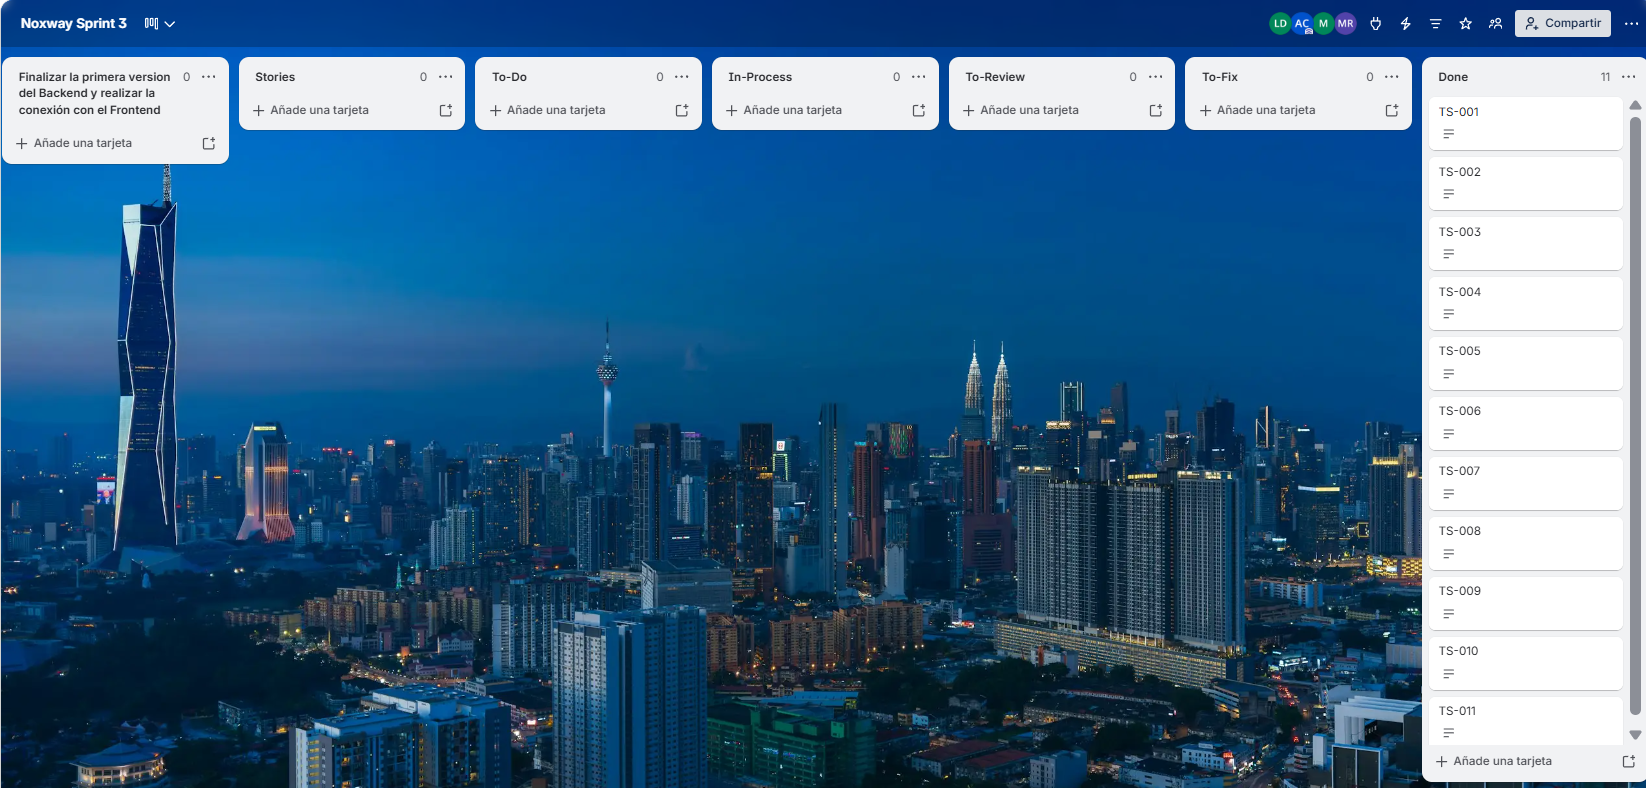 Noxway Sprint 3
LD AC M MR
Compartir
Finalizar la primera version 0
del Backend y realizar la
conexión con el Frontend
Añade una tarjeta
Stories 0
Añade una tarjeta
To-Do 0
Añade una tarjeta
In-Process 0
Añade una tarjeta
To-Review 0
Añade una tarjeta
To-Fix 0
Añade una tarjeta
Done 11
TS-001
TS-002
TS-003
TS-004
TS-005
TS-006
TS-007
TS-008
TS-009
TS-010
TS-011
Añade una tarjeta